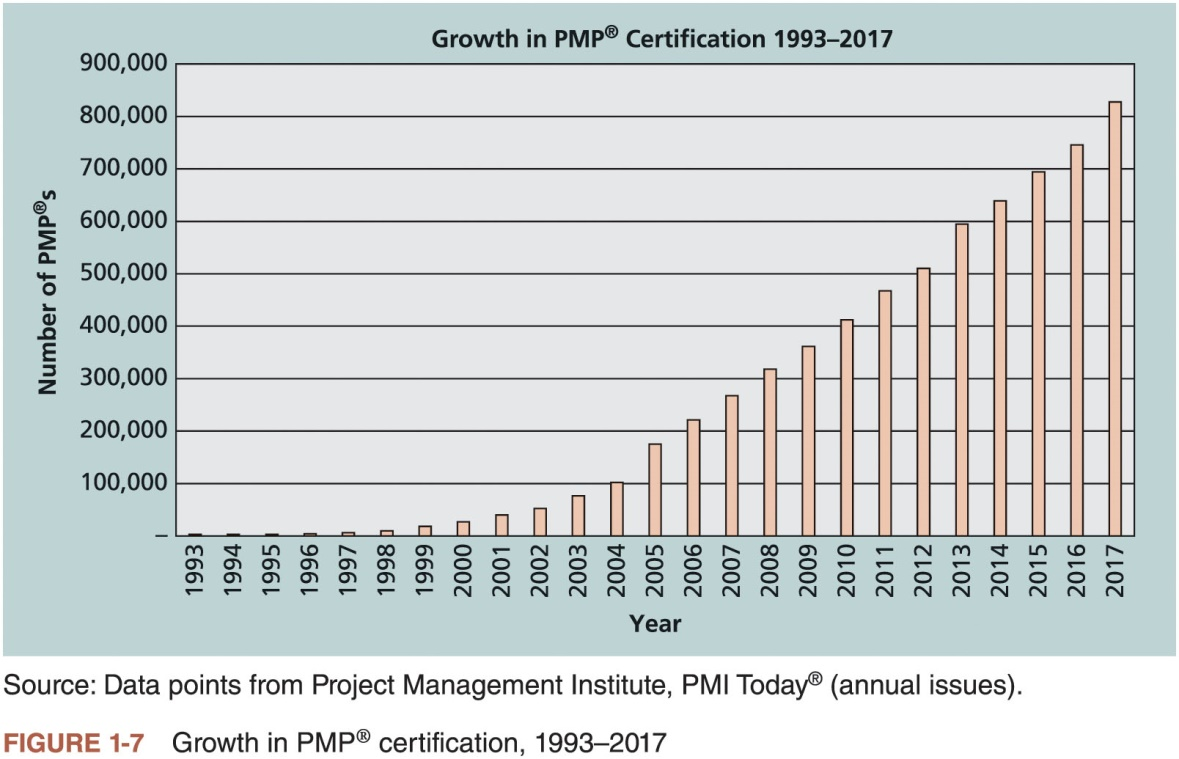 Growth in PMP® Certification 1993–2017
900,000
800,000
700,000
600,000
500,000
400,000
300,000
200,000
100,000
–
Number of PMP®s
1993 1994 1995 1996 1997 1998 1999 2000 2001 2002 2003 2004 2005 2006 2007 2008 2009 2010 2011 2012 2013 2014 2015 2016 2017
Year
Source: Data points from Project Management Institute, PMI Today® (annual issues).
FIGURE 1-7 Growth in PMP® certification, 1993–2017